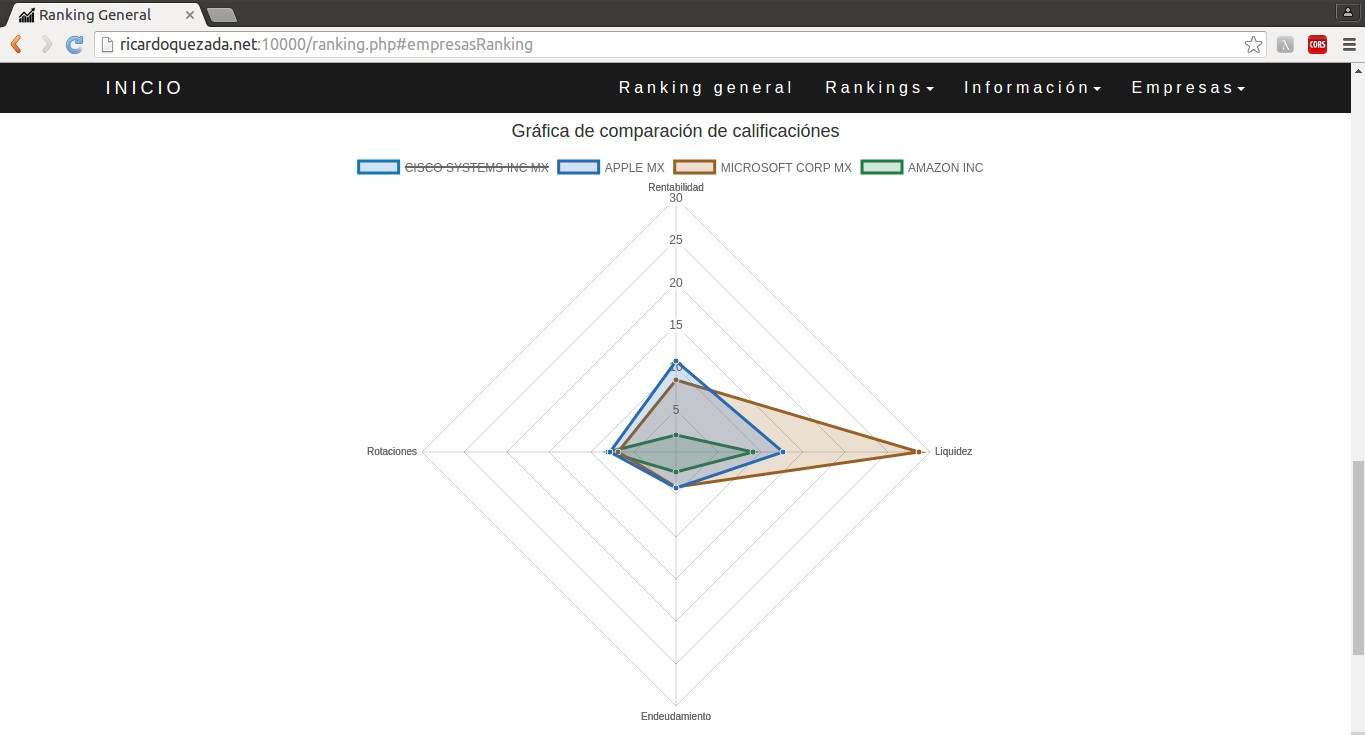 Ranking General
ricardoquezada.net:10000/ranking.php#empresasRanking
CORS
INICIO Ranking general Rankings Información Empresas
Gráfica de comparación de calificaciónes
CISCO SYSTEMS INC MX APPLE MX MICROSOFT CORP MX AMAZON INC
Rentabilidad
30
25
20
15
10
5
Rotaciones Liquidez
Endeudamiento